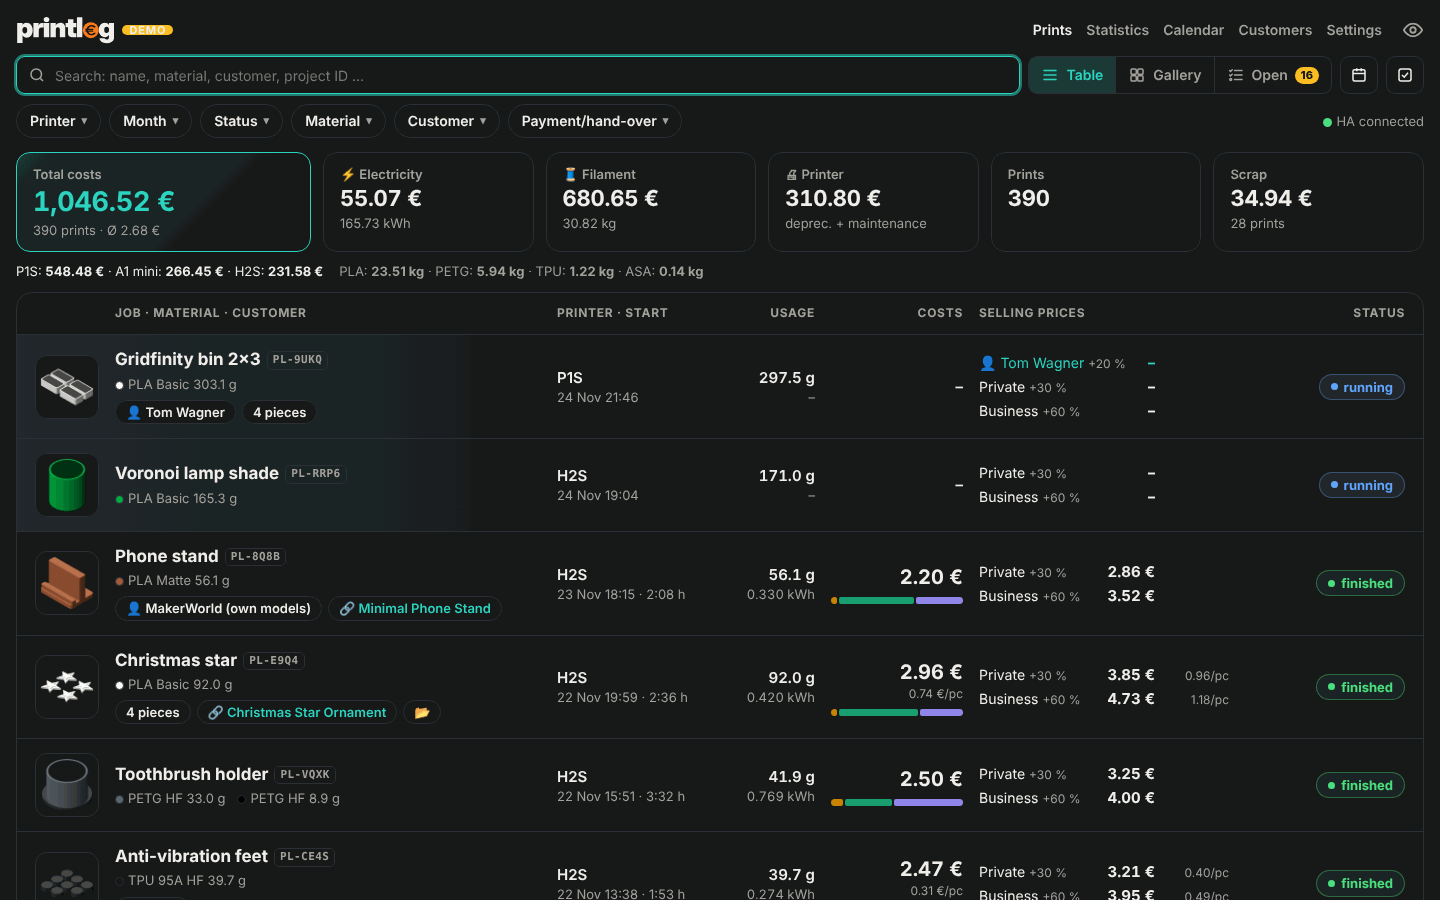 printlog DEMO
Prints Statistics Calendar Customers Settings
Search: name, material, customer, project ID ...
Table Gallery Open 16
Printer ▾ Month ▾ Status ▾ Material ▾ Customer ▾ Payment/hand-over ▾
HA connected
Total costs
1,046.52 €
390 prints · Ø 2.68 €
⚡ Electricity
55.07 €
165.73 kWh
🧵 Filament
680.65 €
30.82 kg
🖨 Printer
310.80 €
deprec. + maintenance
Prints
390
Scrap
34.94 €
28 prints
P1S: 548.48 € · A1 mini: 266.45 € · H2S: 231.58 € PLA: 23.51 kg · PETG: 5.94 kg · TPU: 1.22 kg · ASA: 0.14 kg
JOB · MATERIAL · CUSTOMER PRINTER · START USAGE COSTS SELLING PRICES STATUS
Gridfinity bin 2×3 PL-9UKQ
PLA Basic 303.1 g
👤 Tom Wagner 4 pieces
P1S
24 Nov 21:46
297.5 g
–
–
👤 Tom Wagner +20 % –
Private +30 % –
Business +60 % –
running
Voronoi lamp shade PL-RRP6
PLA Basic 165.3 g
H2S
24 Nov 19:04
171.0 g
–
–
Private +30 % –
Business +60 % –
running
Phone stand PL-8Q8B
PLA Matte 56.1 g
👤 MakerWorld (own models) 🔗 Minimal Phone Stand
H2S
23 Nov 18:15 · 2:08 h
56.1 g
0.330 kWh
2.20 €
Private +30 % 2.86 €
Business +60 % 3.52 €
finished
Christmas star PL-E9Q4
PLA Basic 92.0 g
4 pieces 🔗 Christmas Star Ornament 📂
H2S
22 Nov 19:59 · 2:36 h
92.0 g
0.420 kWh
2.96 €
0.74 €/pc
Private +30 % 3.85 € 0.96/pc
Business +60 % 4.73 € 1.18/pc
finished
Toothbrush holder PL-VQXK
PETG HF 33.0 g PETG HF 8.9 g
H2S
22 Nov 15:51 · 3:32 h
41.9 g
0.769 kWh
2.50 €
Private +30 % 3.25 €
Business +60 % 4.00 €
finished
Anti-vibration feet PL-CE4S
TPU 95A HF 39.7 g
H2S
22 Nov 13:38 · 1:53 h
39.7 g
0.274 kWh
2.47 €
0.31 €/pc
Private +30 % 3.21 € 0.40/pc
Business +60 % 3.95 € 0.49/pc
finished